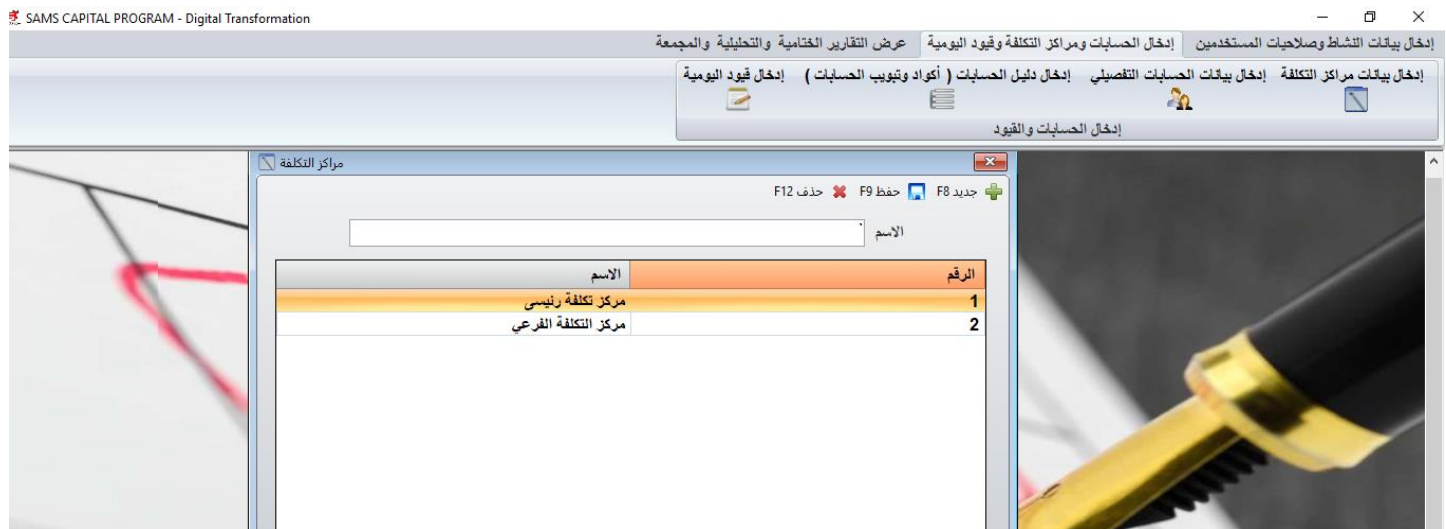 SAMS CAPITAL PROGRAM - Digital Transformation
إدخال بيانات النشاط وصلاحيات المستخدمين إدخال الحسابات ومراكز التكلفة وقيود اليومية عرض التقارير الختامية والتحليلية والمجمعة
إدخال بيانات مراكز التكلفة إدخال بيانات الحسابات التفصيلي إدخال دليل الحسابات ( أكواد وتبويب الحسابات ) إدخال قيود اليومية
إدخال الحسابات والقيود
مراكز التكلفة
جديد F8 حفظ F9 حذف F12
الاسم
الرقم الاسم
1 مركز تكلفة رئيسى
2 مركز التكلفة الفرعي